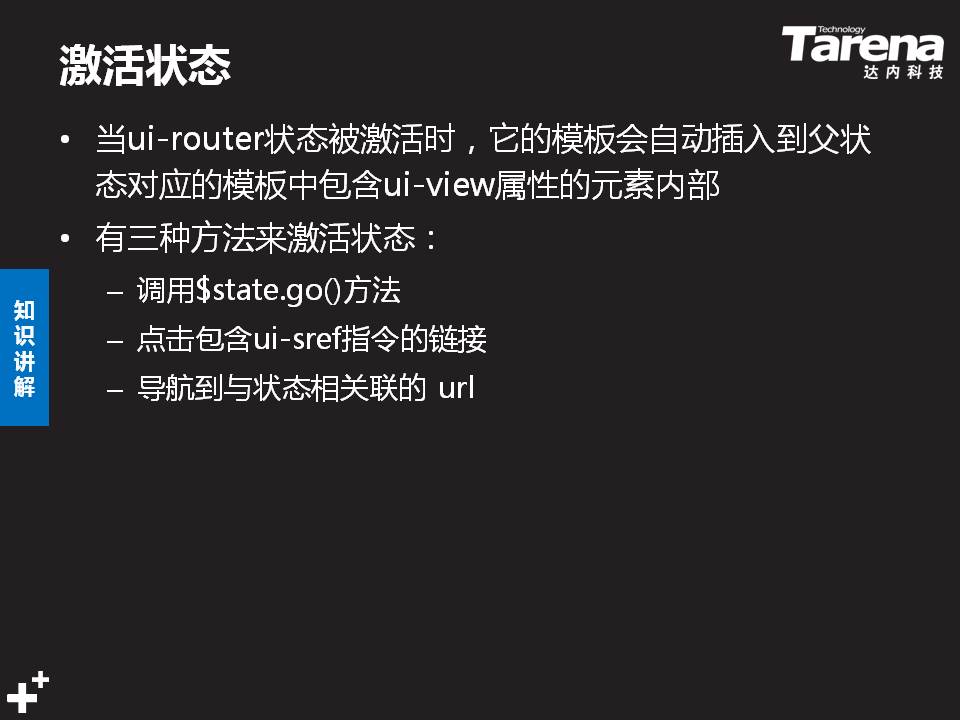 激活状态
Technology
Tarena
达内科技
• 当ui-router状态被激活时，它的模板会自动插入到父状
态对应的模板中包含ui-view属性的元素内部
• 有三种方法来激活状态：
– 调用$state.go()方法
– 点击包含ui-sref指令的链接
– 导航到与状态相关联的 url
知
识
讲
解